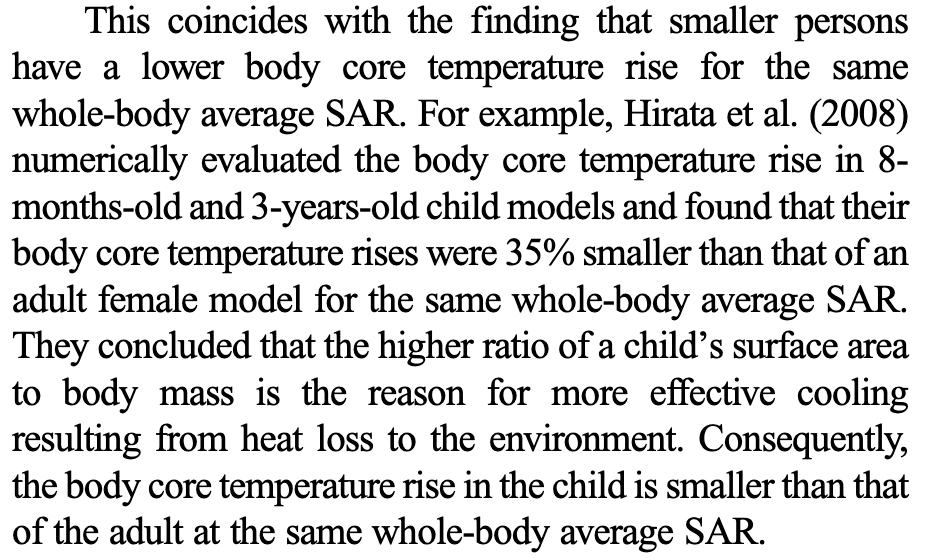 This coincides with the finding that smaller persons
have a lower body core temperature rise for the same
whole-body average SAR. For example, Hirata et al. (2008)
numerically evaluated the body core temperature rise in 8-
months-old and 3-years-old child models and found that their
body core temperature rises were 35% smaller than that of an
adult female model for the same whole-body average SAR.
They concluded that the higher ratio of a child’s surface area
to body mass is the reason for more effective cooling
resulting from heat loss to the environment. Consequently,
the body core temperature rise in the child is smaller than that
of the adult at the same whole-body average SAR.